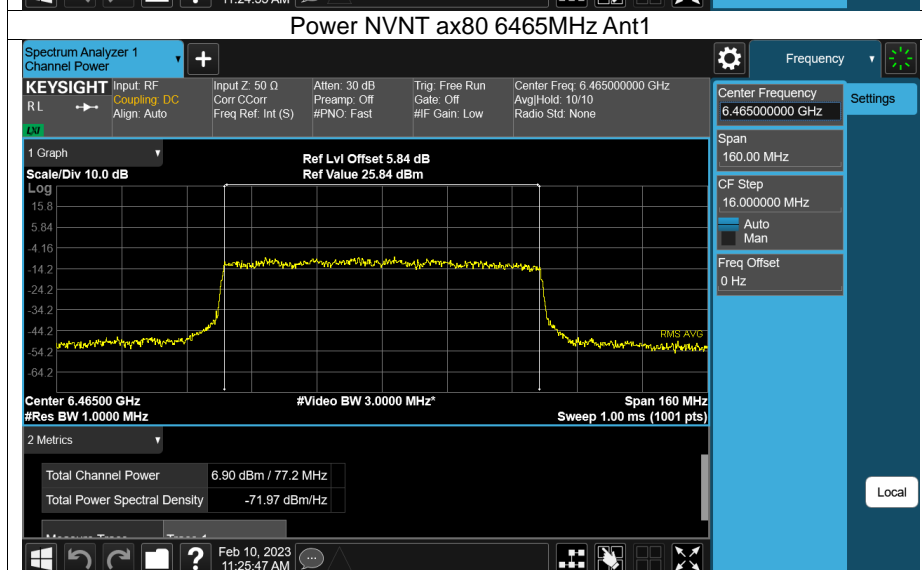 11:24:53 AM
Power NVNT ax80 6465MHz Ant1
Spectrum Analyzer 1
Channel Power
+
Frequency
KEYSIGHT
Input: RF
Coupling: DC
Align: Auto
Input Z: 50 Ω
Corr CCorr
Freq Ref: Int (S)
Atten: 30 dB
Preamp: Off
#PNO: Fast
Trig: Free Run
Gate: Off
#IF Gain: Low
Center Freq: 6.465000000 GHz
Avg|Hold: 10/10
Radio Std: None
R L
LXI
Center Frequency
6.465000000 GHz
Settings
Span
160.00 MHz
CF Step
16.000000 MHz
Auto
Man
Freq Offset
0 Hz
1 Graph
Scale/Div 10.0 dB
Ref Lvl Offset 5.84 dB
Ref Value 25.84 dBm
Log
15.8
5.84
-4.16
-14.2
-24.2
-34.2
-44.2
-54.2
-64.2
RMS AVG
Center 6.46500 GHz
#Video BW 3.0000 MHz*
Span 160 MHz
#Res BW 1.0000 MHz
Sweep 1.00 ms (1001 pts)
2 Metrics
Total Channel Power
6.90 dBm / 77.2 MHz
Total Power Spectral Density
-71.97 dBm/Hz
Measure Trace
Trace 1
Local
?
Feb 10, 2023
11:25:47 AM